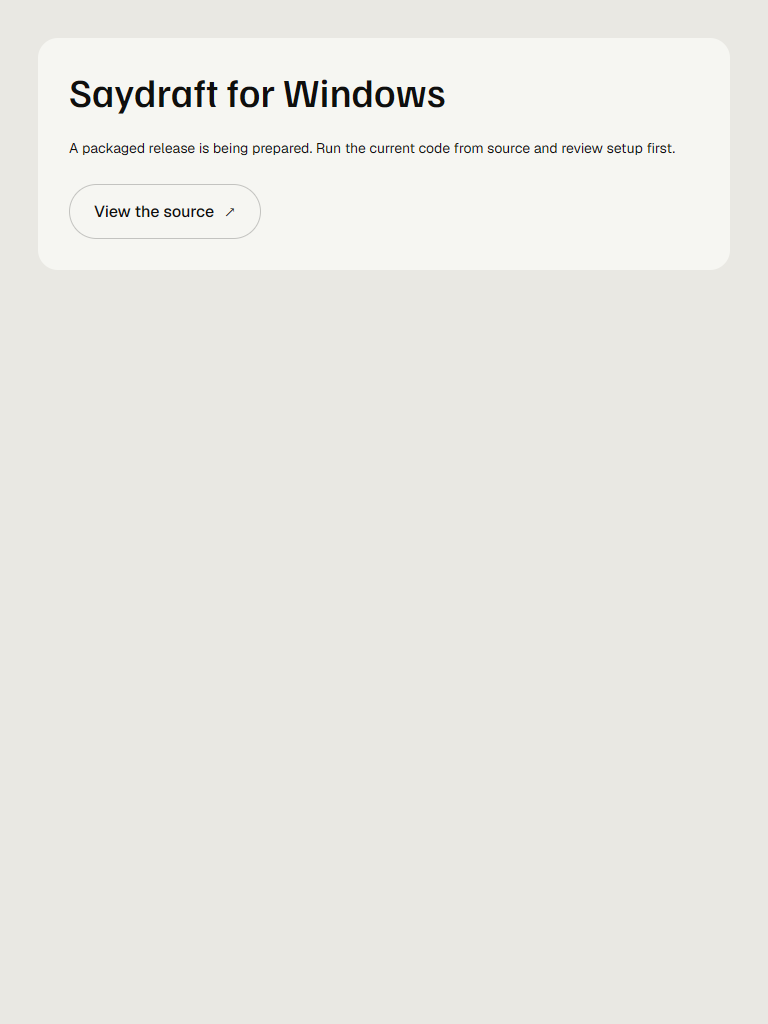 Saydraft for Windows
A packaged release is being prepared. Run the current code from source and review setup first.
View the source ↗